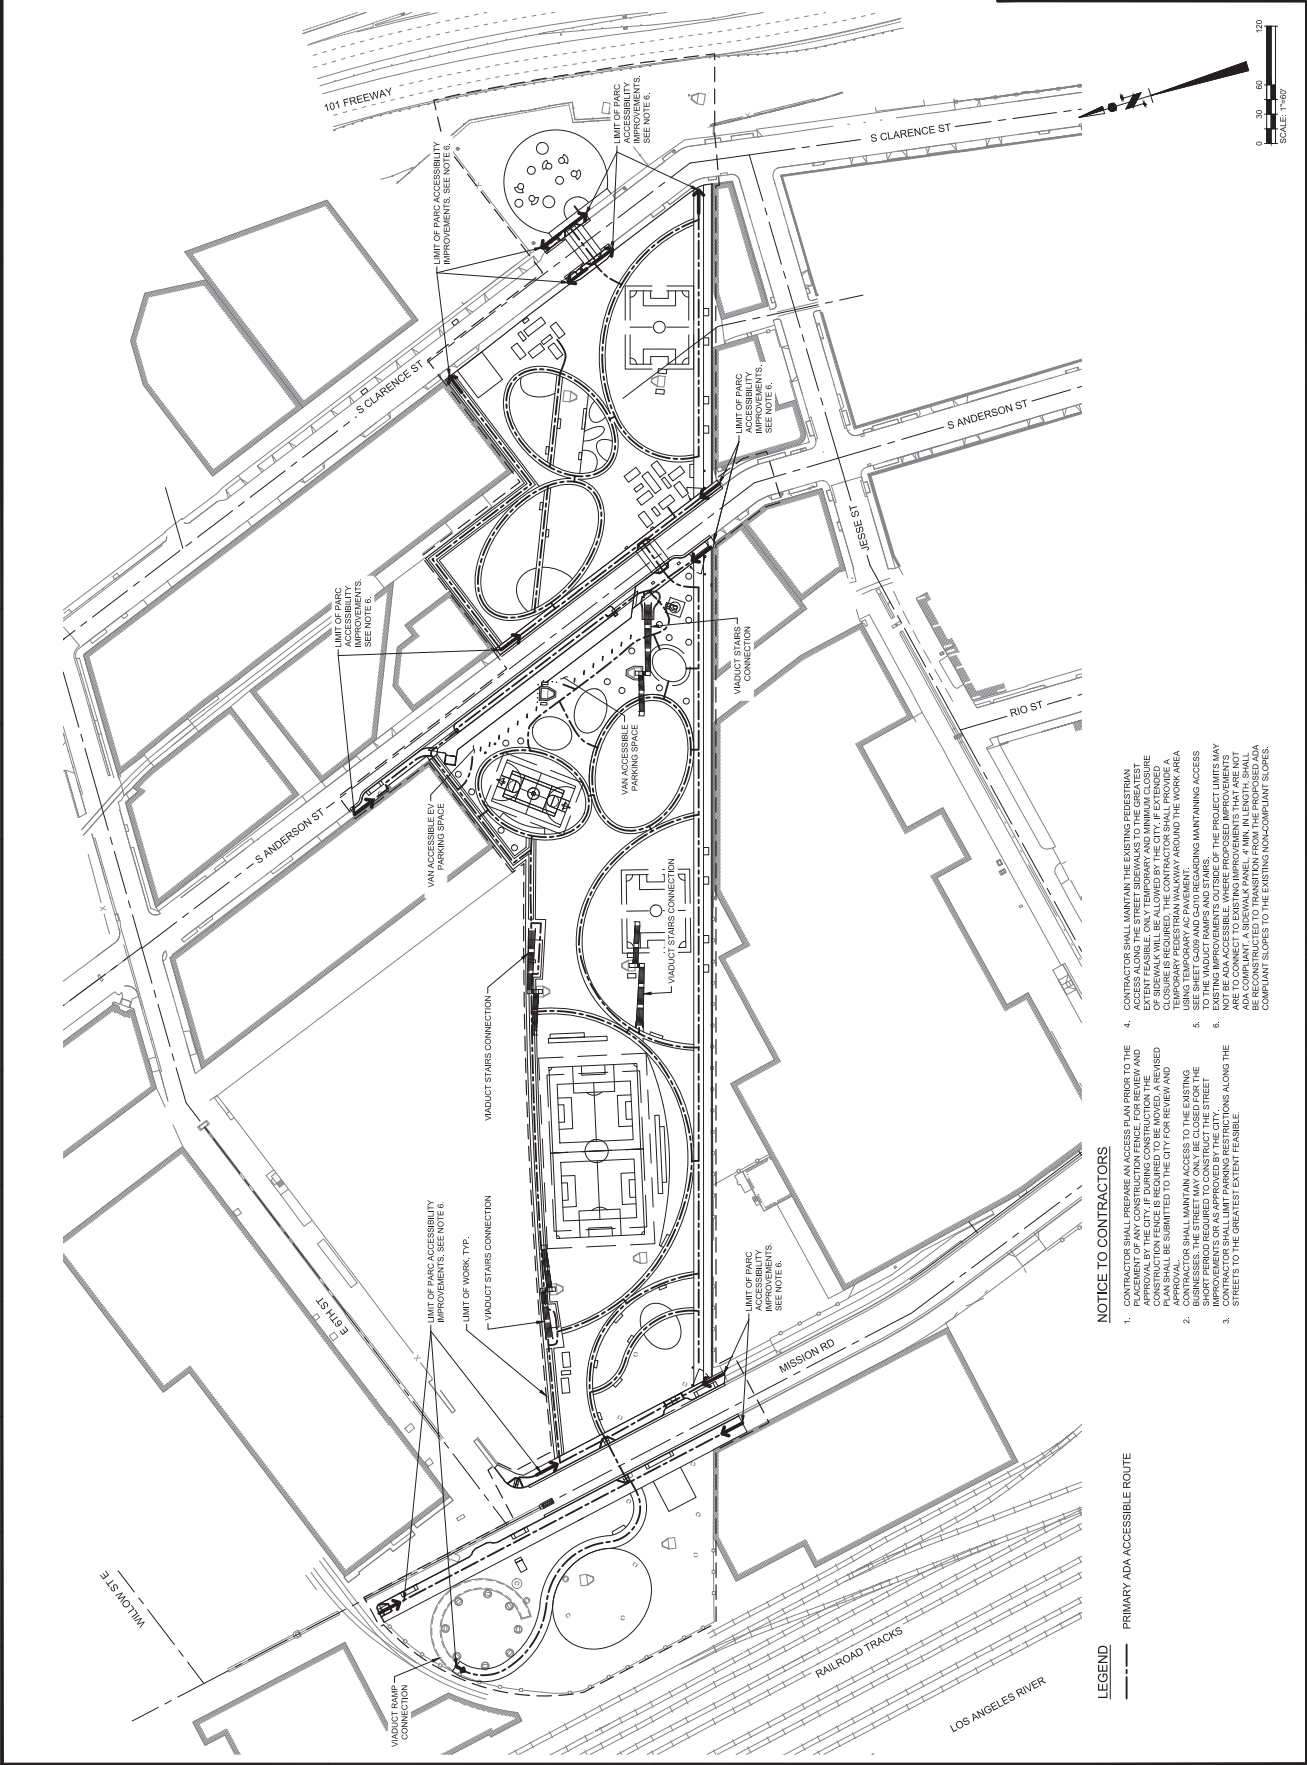 101 FREEWAY
LIMIT OF PARC ACCESSIBILITY
IMPROVEMENTS. SEE NOTE 6.
LIMIT OF PARC
ACCESSIBILITY
IMPROVEMENTS.
SEE NOTE 6.
S CLARENCE ST
S CLARENCE ST
LIMIT OF PARC
ACCESSIBILITY
IMPROVEMENTS.
SEE NOTE 6.
S ANDERSON ST
JESSE ST
LIMIT OF PARC
ACCESSIBILITY
IMPROVEMENTS.
SEE NOTE 6.
VIADUCT STAIRS
CONNECTION
RIO ST
VAN ACCESSIBLE
PARKING SPACE
VAN ACCESSIBLE EV
PARKING SPACE
S ANDERSON ST
VIADUCT STAIRS CONNECTION
VIADUCT STAIRS CONNECTION
E 6TH ST
LIMIT OF PARC ACCESSIBILITY
IMPROVEMENTS. SEE NOTE 6.
LIMIT OF WORK, TYP.
VIADUCT STAIRS CONNECTION
LIMIT OF PARC
ACCESSIBILITY
IMPROVEMENTS.
SEE NOTE 6.
MISSION RD
WILLOW ST E
VIADUCT RAMP
CONNECTION
RAILROAD TRACKS
LOS ANGELES RIVER
LEGEND
PRIMARY ADA ACCESSIBLE ROUTE
NOTICE TO CONTRACTORS
1. CONTRACTOR SHALL PREPARE AN ACCESS PLAN PRIOR TO THE
PLACEMENT OF ANY CONSTRUCTION FENCE, FOR REVIEW AND
APPROVAL BY THE CITY. IF DURING CONSTRUCTION THE
CONSTRUCTION FENCE IS REQUIRED TO BE MOVED, A REVISED
PLAN SHALL BE SUBMITTED TO THE CITY FOR REVIEW AND
APPROVAL.
2. CONTRACTOR SHALL MAINTAIN ACCESS TO THE EXISTING
BUSINESSES. THE STREET MAY ONLY BE CLOSED FOR THE
SHORT PERIOD REQUIRED TO CONSTRUCT THE STREET
IMPROVEMENTS OR AS APPROVED BY THE CITY.
3. CONTRACTOR SHALL LIMIT PARKING RESTRICTIONS ALONG THE
STREETS TO THE GREATEST EXTENT FEASIBLE.
4. CONTRACTOR SHALL MAINTAIN THE EXISTING PEDESTRIAN
ACCESS ALONG THE STREET SIDEWALKS TO THE GREATEST
EXTENT FEASIBLE. ONLY TEMPORARY AND MINIMUM CLOSURE
OF SIDEWALK WILL BE ALLOWED BY THE CITY. IF EXTENDED
CLOSURE IS REQUIRED, THE CONTRACTOR SHALL PROVIDE A
TEMPORARY PEDESTRIAN WALKWAY AROUND THE WORK AREA
USING TEMPORARY AC PAVEMENT.
5. SEE SHEET G-009 AND G-010 REGARDING MAINTAINING ACCESS
TO THE VIADUCT RAMPS AND STAIRS.
6. EXISTING IMPROVEMENTS OUTSIDE OF THE PROJECT LIMITS MAY
NOT BE ADA ACCESSIBLE. WHERE PROPOSED IMPROVEMENTS
ARE TO CONNECT TO EXISTING IMPROVEMENTS THAT ARE NOT
ADA COMPLIANT, A SIDEWALK PANEL, 4' MIN. IN LENGTH, SHALL
BE RECONSTRUCTED TO TRANSITION FROM THE PROPOSED ADA
COMPLIANT SLOPES TO THE EXISTING NON-COMPLIANT SLOPES.
N
0 30 60 120
SCALE: 1"=60'